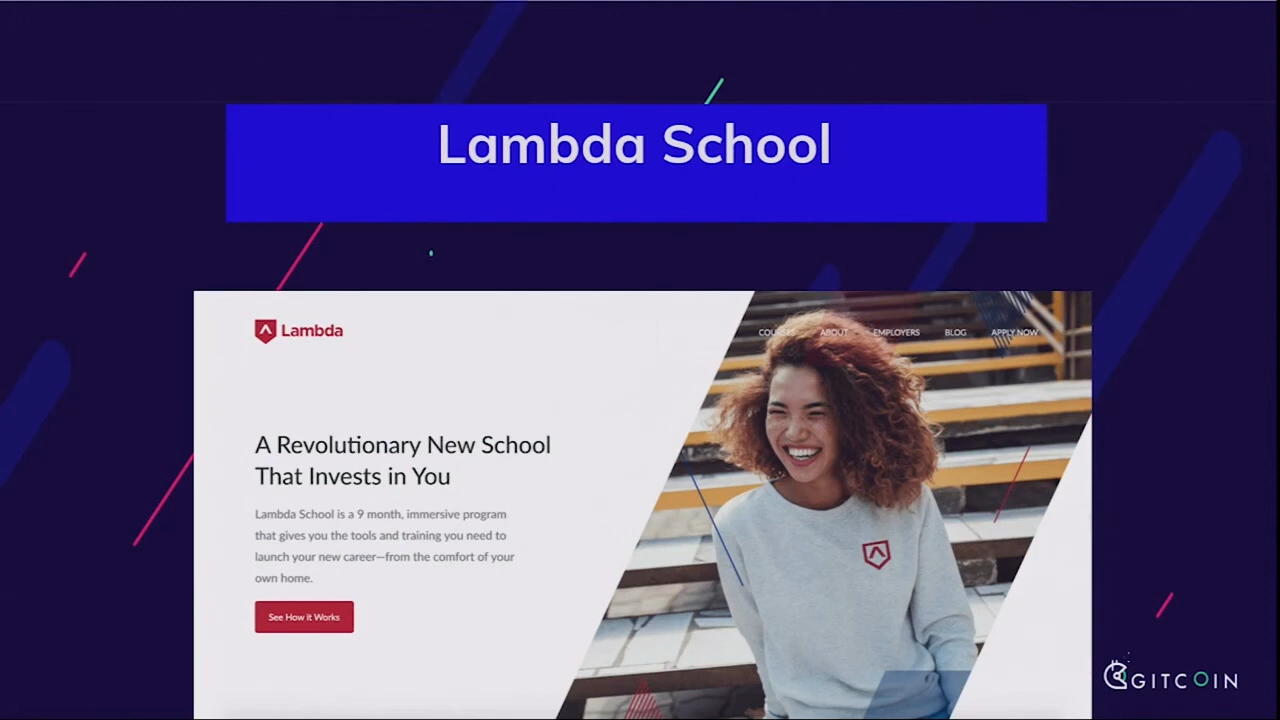 Lambda School
Lambda
COURSES ABOUT EMPLOYERS BLOG APPLY NOW
A Revolutionary New School
That Invests in You
Lambda School is a 9 month, immersive program
that gives you the tools and training you need to
launch your new career—from the comfort of your
own home.
See How it Works
GITCOIN